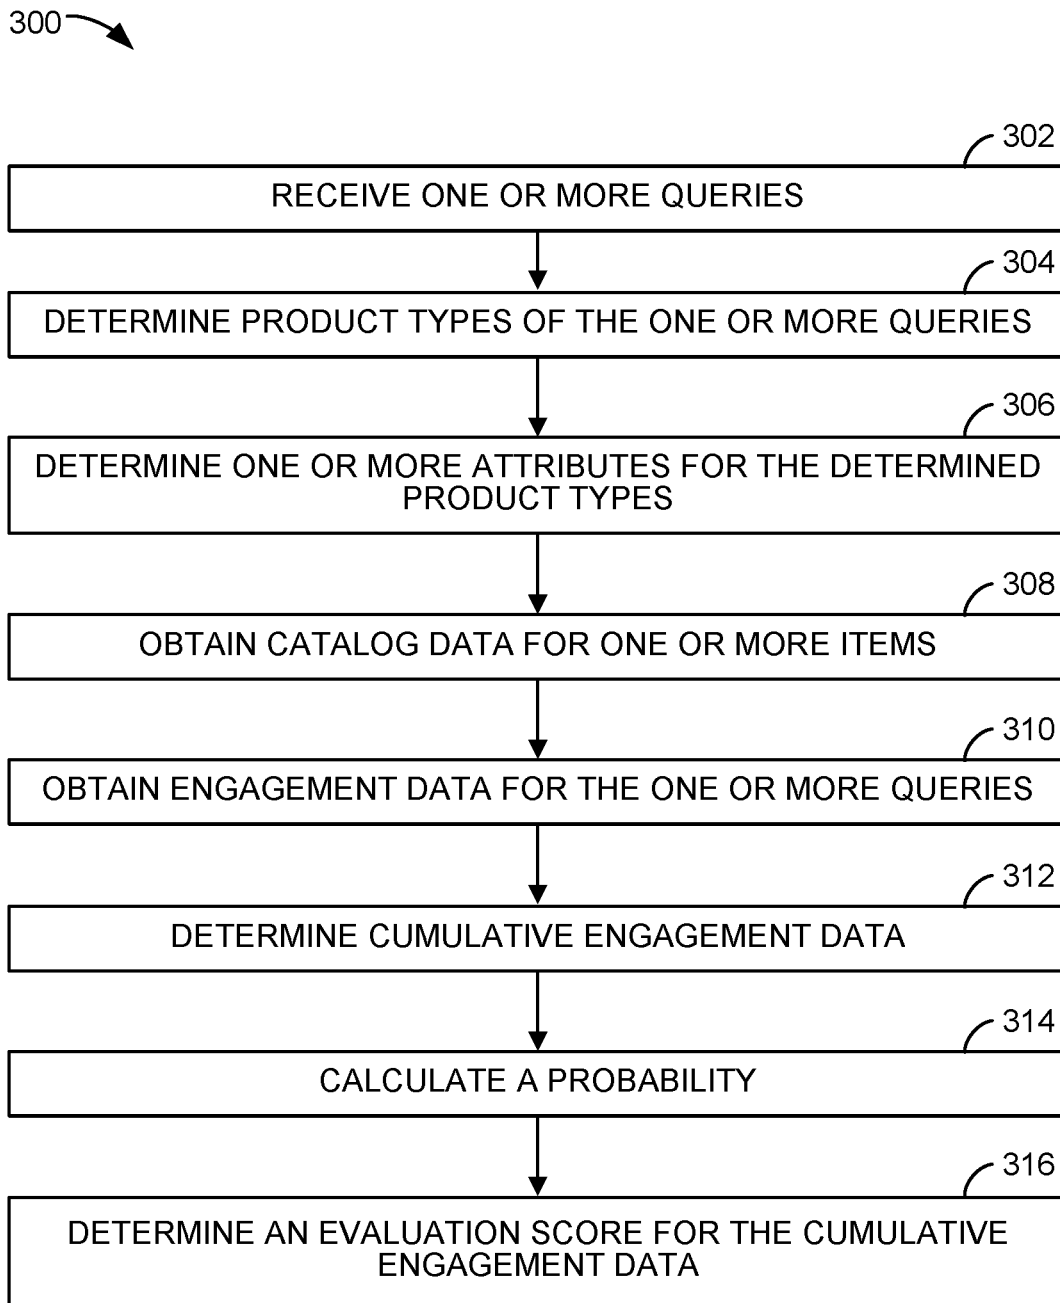 300
302
RECEIVE ONE OR MORE QUERIES
304
DETERMINE PRODUCT TYPES OF THE ONE OR MORE QUERIES
306
DETERMINE ONE OR MORE ATTRIBUTES FOR THE DETERMINED
PRODUCT TYPES
308
OBTAIN CATALOG DATA FOR ONE OR MORE ITEMS
310
OBTAIN ENGAGEMENT DATA FOR THE ONE OR MORE QUERIES
312
DETERMINE CUMULATIVE ENGAGEMENT DATA
314
CALCULATE A PROBABILITY
316
DETERMINE AN EVALUATION SCORE FOR THE CUMULATIVE
ENGAGEMENT DATA